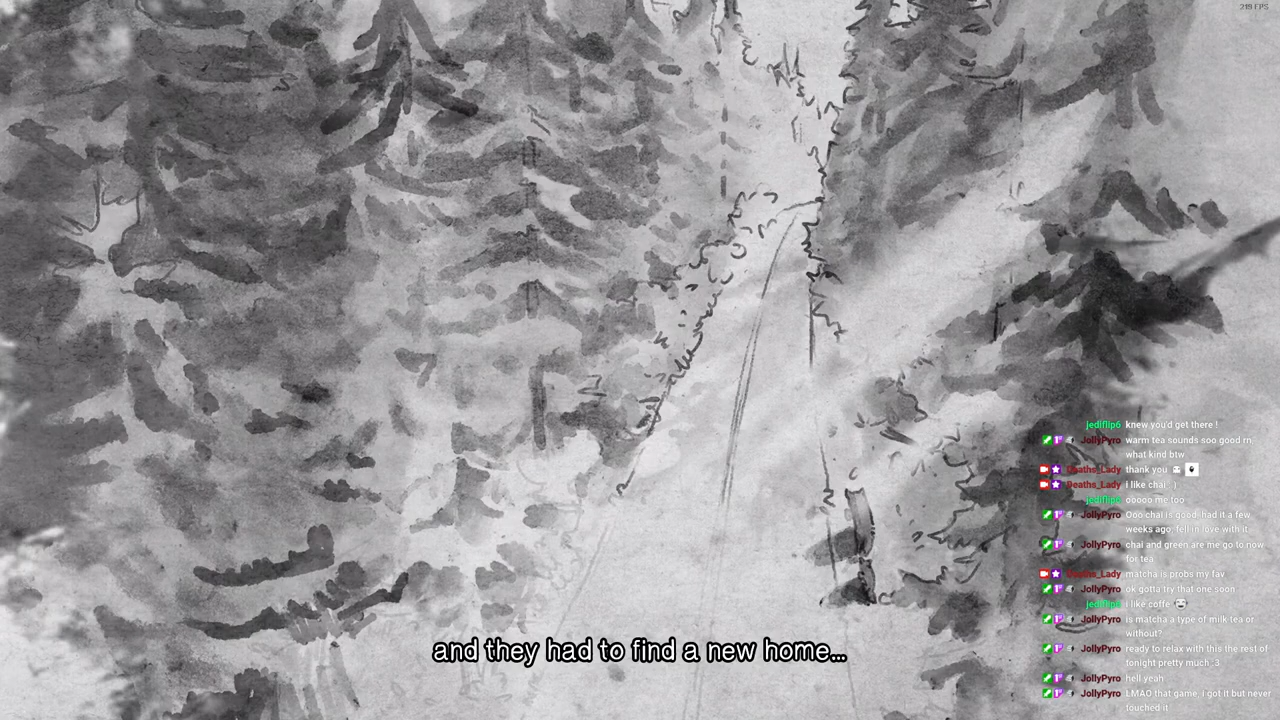 219 FPS
jediflip6 knew you'd get there !
JollyPyro warm tea sounds soo good rn
what kind btw
Deaths_Lady thank you
Deaths_Lady i like chai : )
jediflip6 ooooo me too
JollyPyro Ooo chai is good, had it a few
weeks ago, fell in love with it
JollyPyro chai and green are me go to now
for tea
Deaths_Lady matcha is probs my fav
JollyPyro ok gotta try that one soon
jediflip6 i like coffe
JollyPyro is matcha a type of milk tea or
without?
JollyPyro ready to relax with this the rest of
tonight pretty much :3
JollyPyro hell yeah
JollyPyro LMAO that game, i got it but never
touched it
and they had to find a new home...